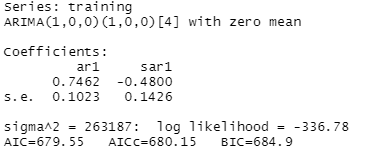 Series: training
ARIMA(1,0,0)(1,0,0)[4] with zero mean
Coefficients:
ar1 sar1
0.7462 -0.4800
s.e. 0.1023 0.1426
sigma^2 = 263187: log likelihood = -336.78
AIC=679.55 AICc=680.15 BIC=684.9